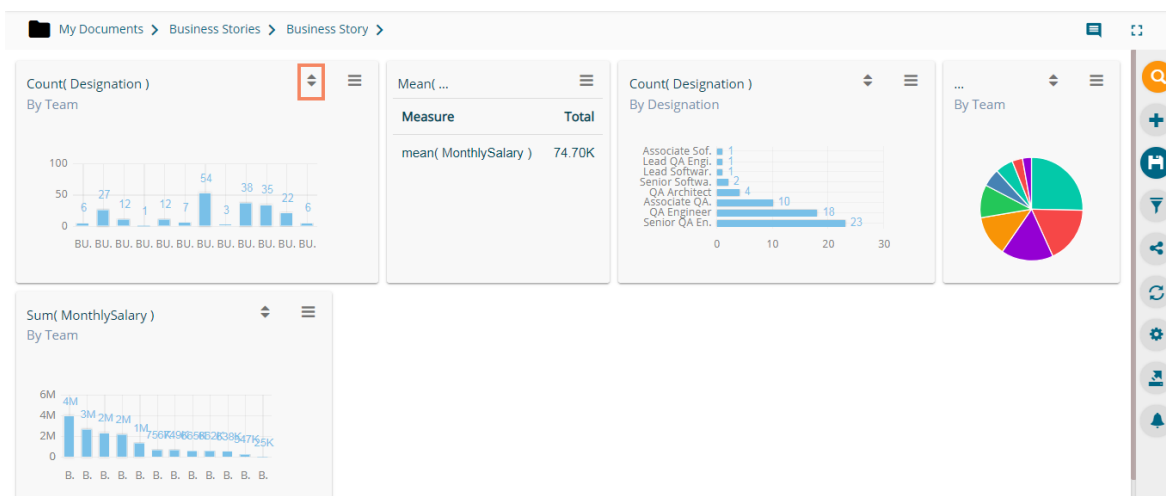 My Documents > Business Stories > Business Story >
Count( Designation )
By Team
100
50
0
6 27 12 1 12 7 54 3 38 35 22 6
BU. BU. BU. BU. BU. BU. BU. BU. BU. BU. BU. BU.
Mean( ...
Measure Total
mean( MonthlySalary ) 74.70K
Count( Designation )
By Designation
Associate Sof. 1
Lead QA Engi. 1
Lead Softwar. 1
Senior Softwa. 2
QA Architect 4
Associate QA. 10
QA Engineer 18
Senior QA En. 23
0 10 20 30
...
By Team
Sum( MonthlySalary )
By Team
6M
4M
2M
0
4M 3M 2M 2M 1M
B. B. B. B. B. B. B. B. B. B. B. B.